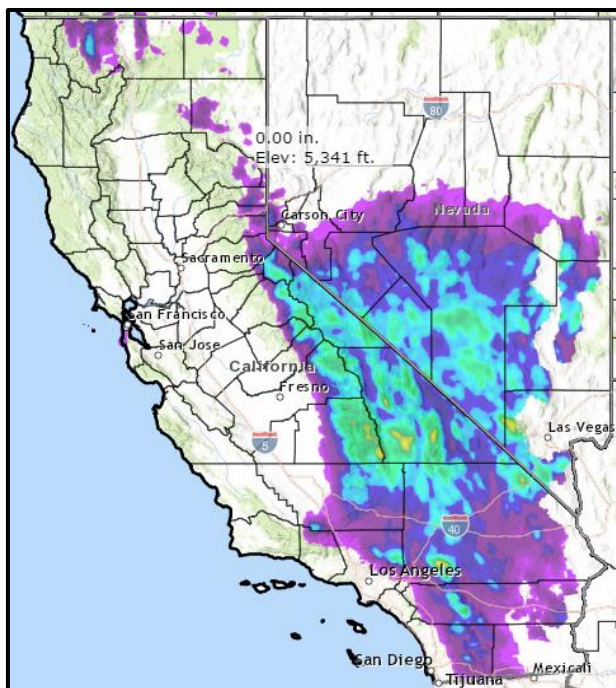 80
0.00 in.
Elev: 5,341 ft.
Carson City
Nevada
Sacramento
San Francisco
San Jose
California
Fresno
Las Vegas
5
40
Los Angeles
San Diego
Tijuana
Mexicali